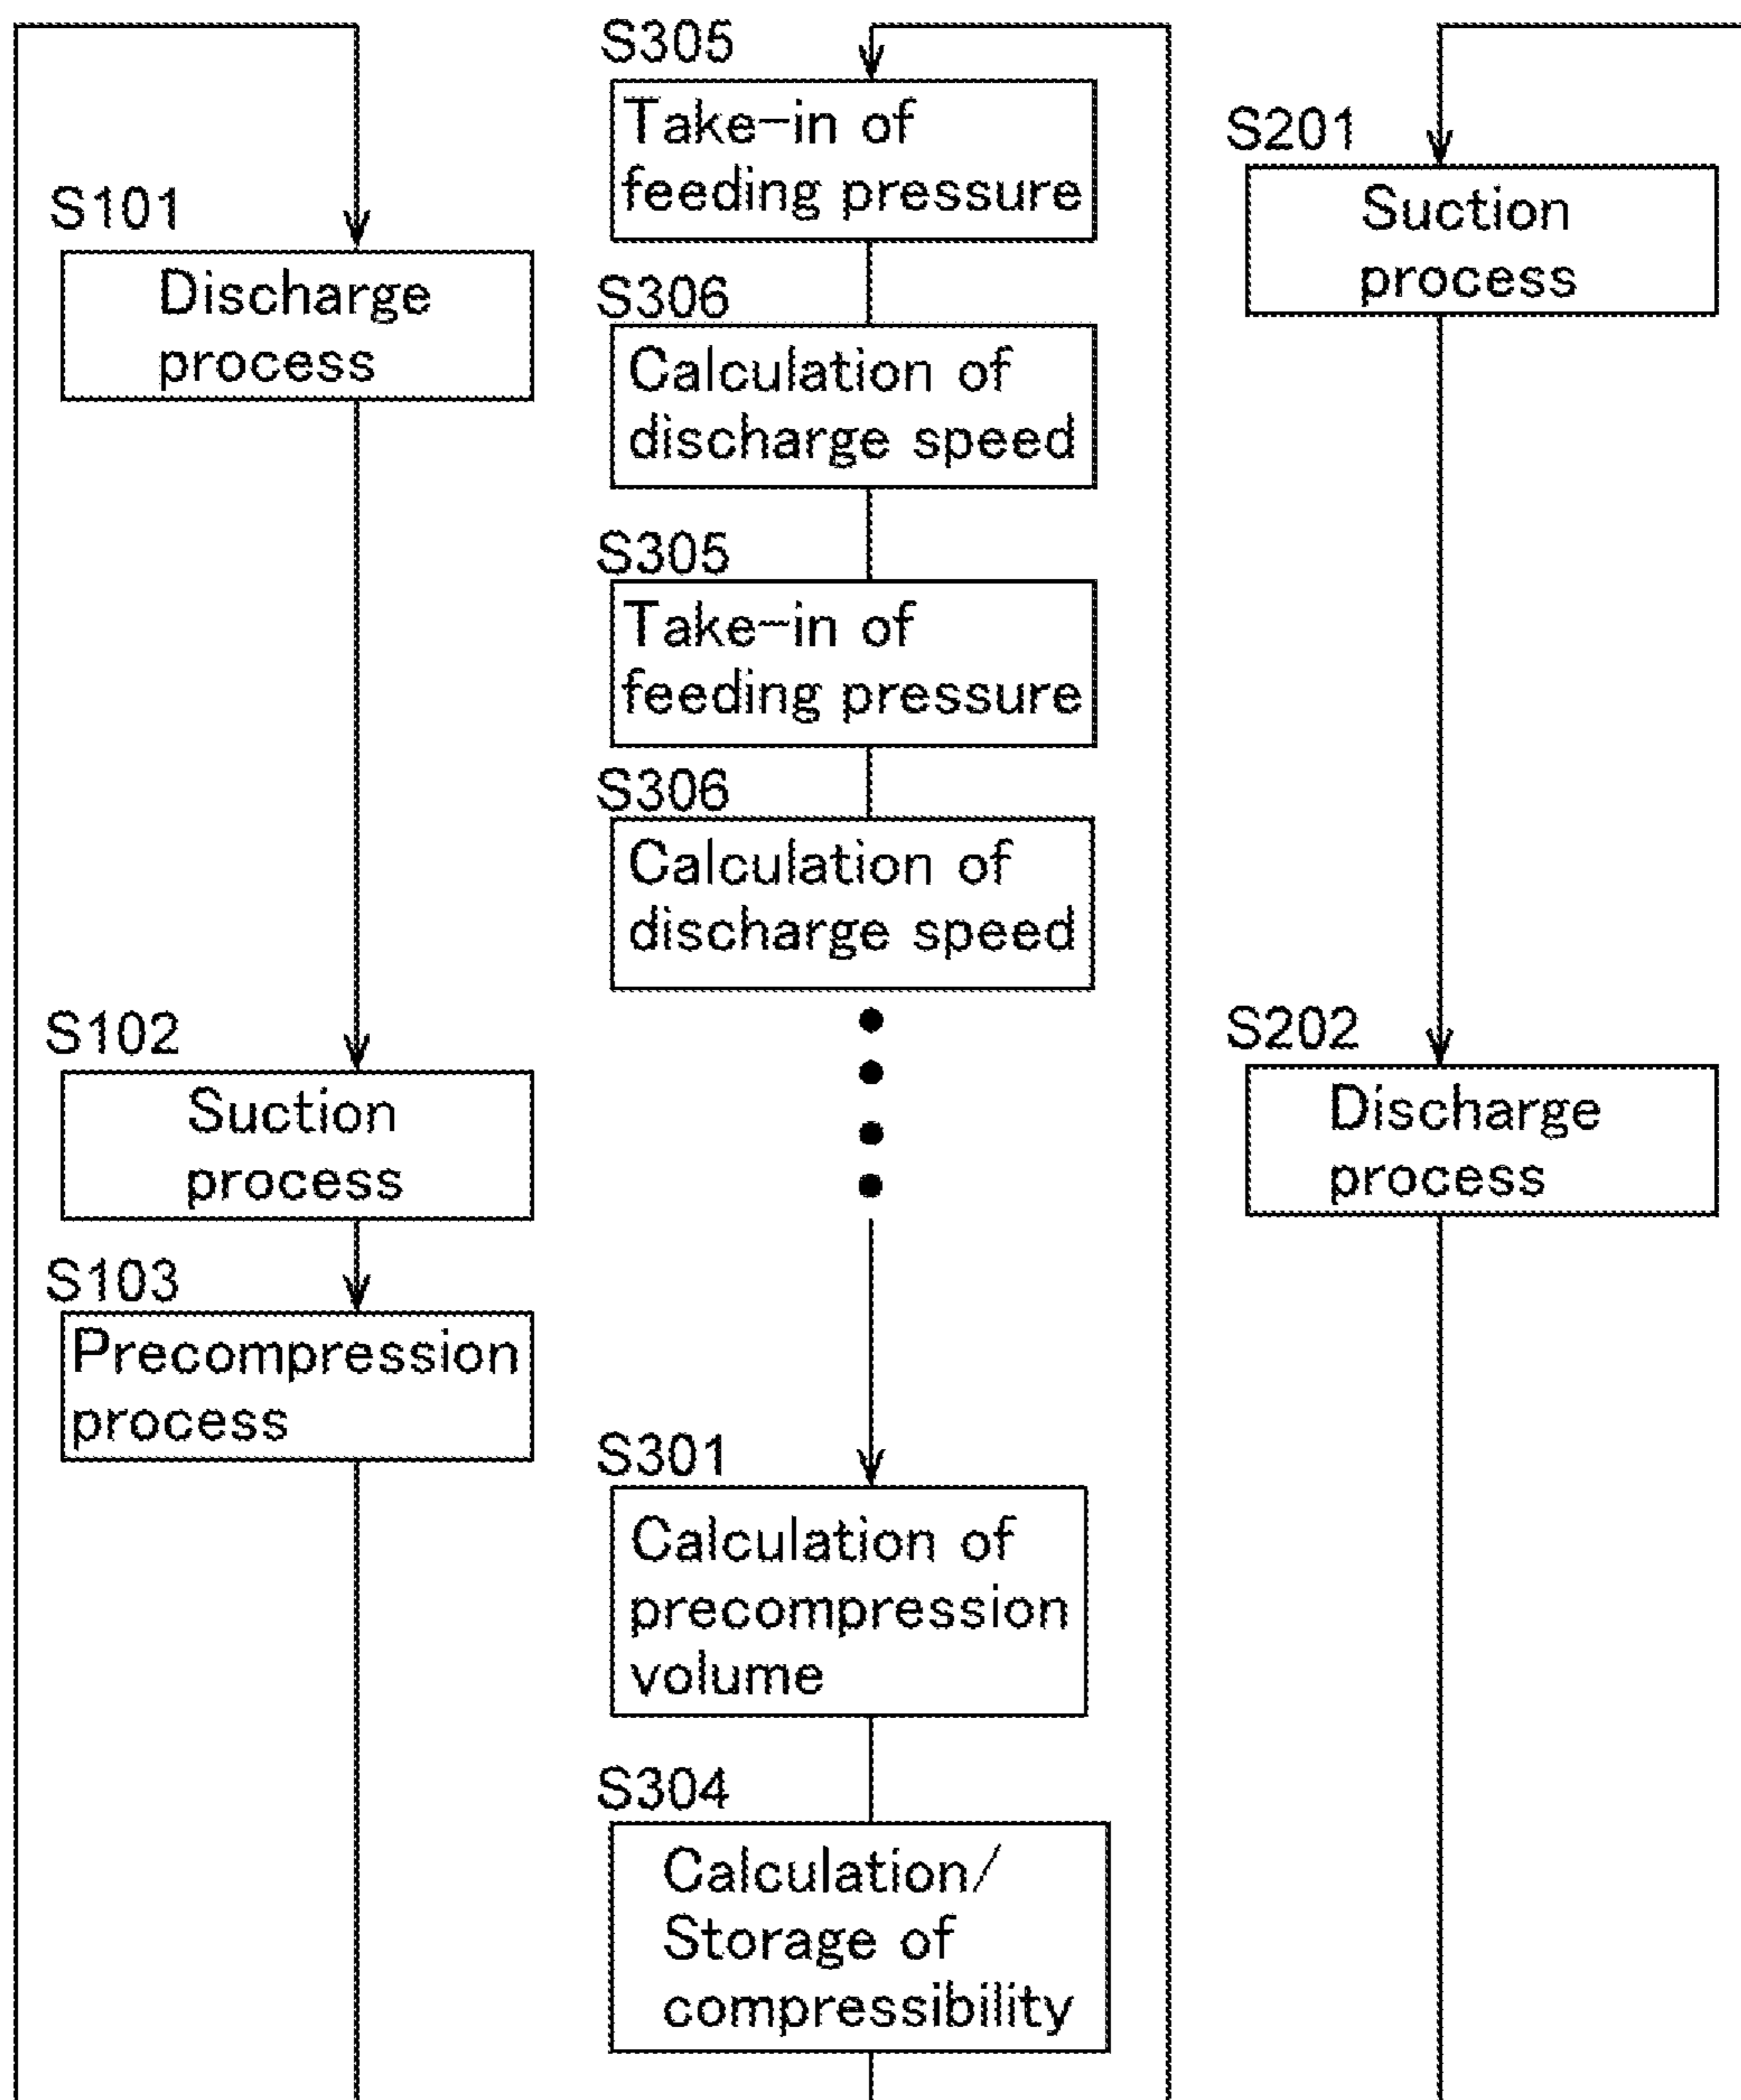 S101
Discharge
process
S102
Suction
process
S103
Precompression
process
S305
Take-in of
feeding pressure
S306
Calculation of
discharge speed
S305
Take-in of
feeding pressure
S306
Calculation of
discharge speed
S301
Calculation of
precompression
volume
S304
Calculation/
Storage of
compressibility
S201
Suction
process
S202
Discharge
process